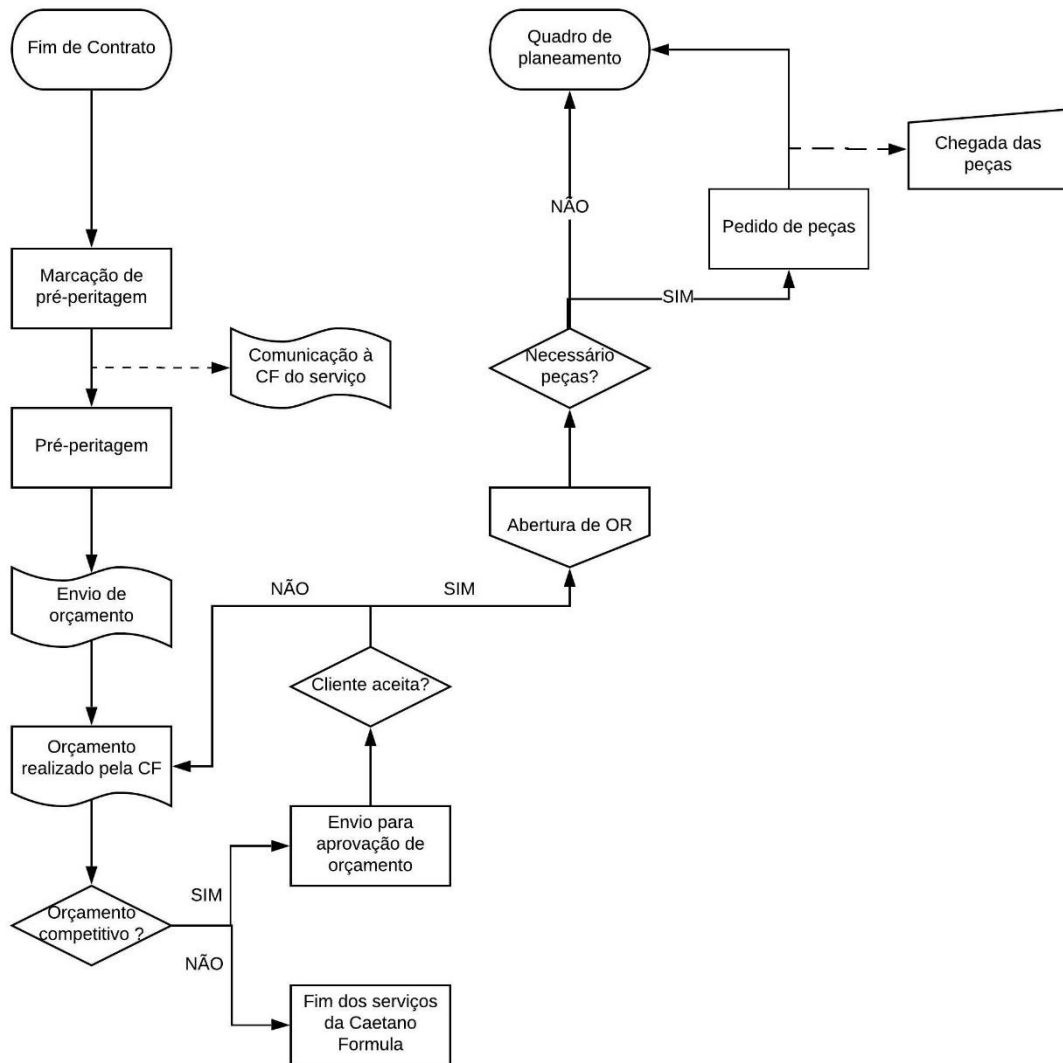 Fim de Contrato
Marcação de
pré-peritagem
Comunicação à
CF do serviço
Pré-peritagem
Envio de
orçamento
Orçamento
realizado pela CF
Orçamento
competitivo ?
SIM
NÃO
Envio para
aprovação de
orçamento
Fim dos serviços
da Caetano
Formula
Cliente aceita?
NÃO
SIM
Abertura de OR
Necessário
peças?
NÃO
SIM
Pedido de peças
Chegada das
peças
Quadro de
planeamento